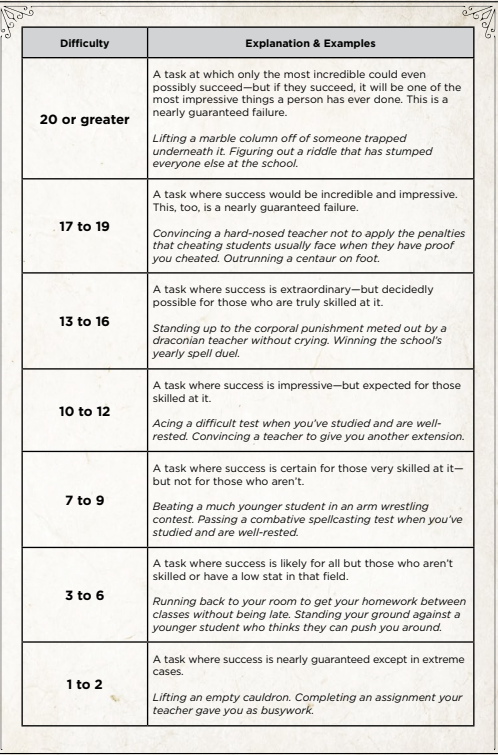 Difficulty
Explanation & Examples
20 or greater
A task at which only the most incredible could even
possibly succeed—but if they succeed, it will be one of the
most impressive things a person has ever done. This is a
nearly guaranteed failure.
Lifting a marble column off of someone trapped
underneath it. Figuring out a riddle that has stumped
everyone else at the school.
17 to 19
A task where success would be incredible and impressive.
This, too, is a nearly guaranteed failure.
Convincing a hard-nosed teacher not to apply the penalties
that cheating students usually face when they have proof
you cheated. Outrunning a centaur on foot.
13 to 16
A task where success is extraordinary—but decidedly
possible for those who are truly skilled at it.
Standing up to the corporal punishment meted out by a
draconian teacher without crying. Winning the school's
yearly spell duel.
10 to 12
A task where success is impressive—but expected for those
skilled at it.
Acing a difficult test when you've studied and are well-
rested. Convincing a teacher to give you another extension.
7 to 9
A task where success is certain for those very skilled at it—
but not for those who aren't.
Beating a much younger student in an arm wrestling
contest. Passing a combative spellcasting test when you've
studied and are well-rested.
3 to 6
A task where success is likely for all but those who aren't
skilled or have a low stat in that field.
Running back to your room to get your homework between
classes without being late. Standing your ground against a
younger student who thinks they can push you around.
1 to 2
A task where success is nearly guaranteed except in extreme
cases.
Lifting an empty cauldron. Completing an assignment your
teacher gave you as busywork.